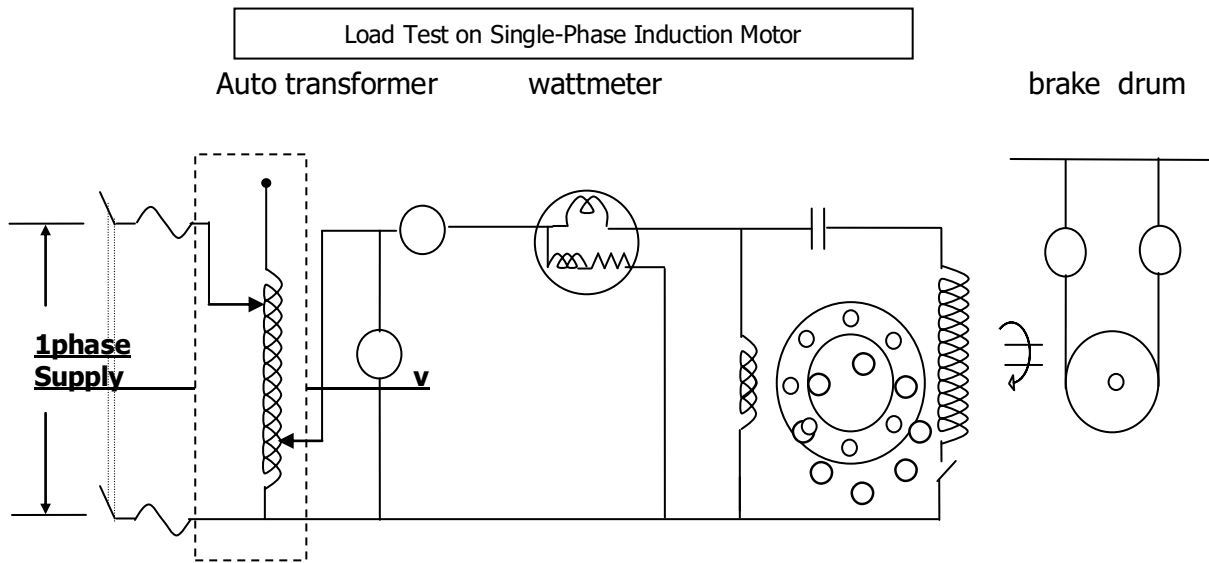 Load Test on Single-Phase Induction Motor
Auto transformer wattmeter brake drum
1phase
Supply
v